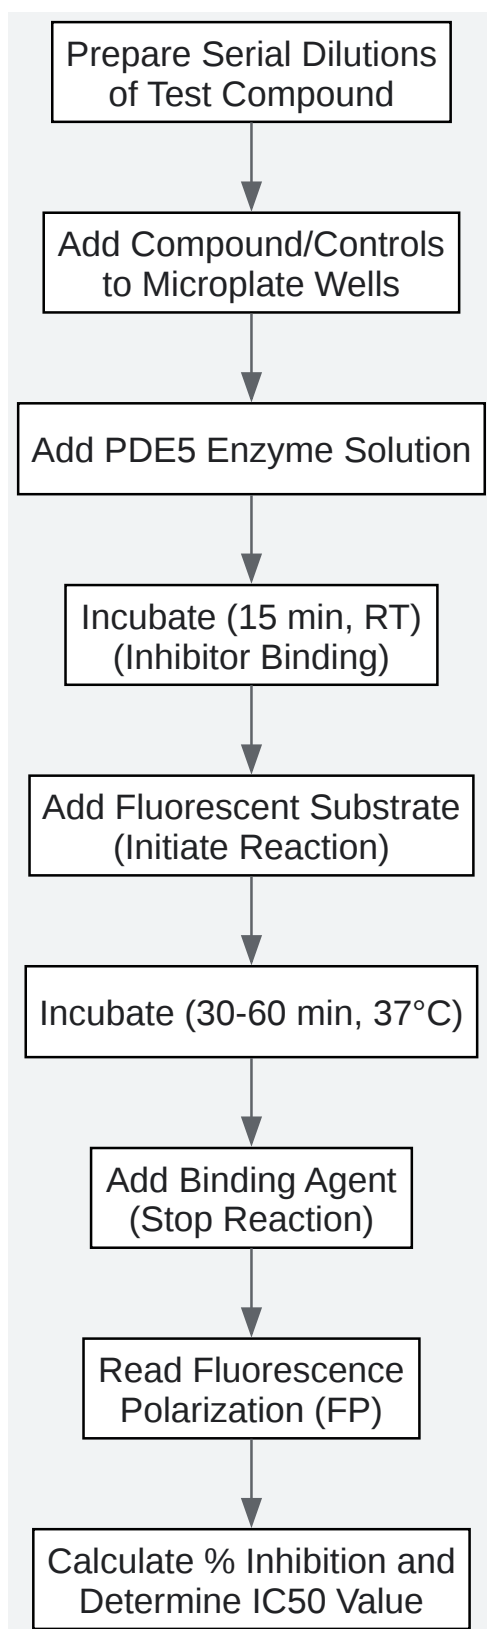 Prepare Serial Dilutions
of Test Compound
Add Compound/Controls
to Microplate Wells
Add PDE5 Enzyme Solution
Incubate (15 min, RT)
(Inhibitor Binding)
Add Fluorescent Substrate
(Initiate Reaction)
Incubate (30-60 min, 37°C)
Add Binding Agent
(Stop Reaction)
Read Fluorescence
Polarization (FP)
Calculate % Inhibition and
Determine IC50 Value